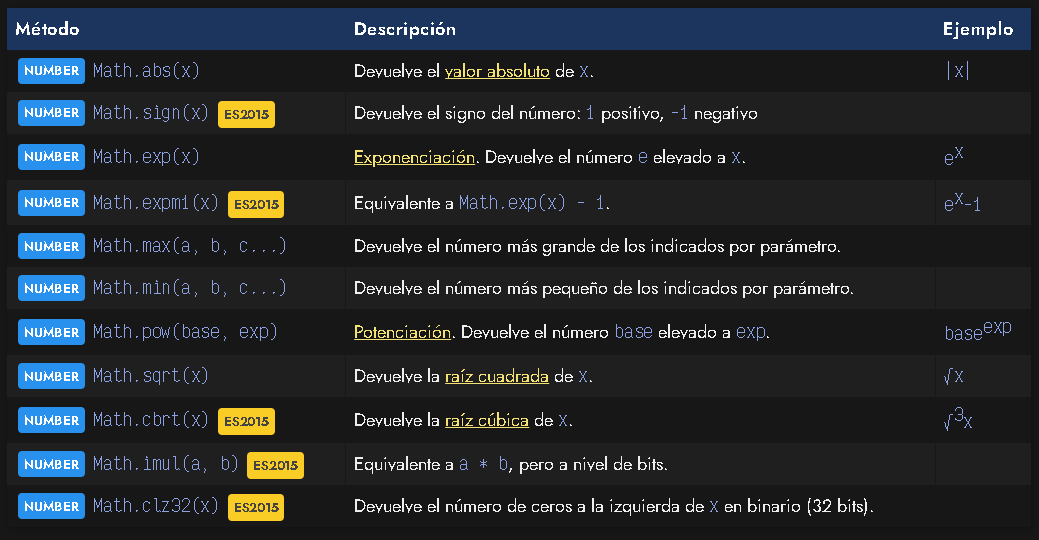 Método Descripción Ejemplo
NUMBER Math.abs(x) Devuelve el valor absoluto de x. |x|
NUMBER Math.sign(x) ES2015 Devuelve el signo del número: 1 positivo, -1 negativo
NUMBER Math.exp(x) Exponenciación. Devuelve el número e elevado a x. eˣ
NUMBER Math.expm1(x) ES2015 Equivalente a Math.exp(x) - 1. eˣ-1
NUMBER Math.max(a, b, c...) Devuelve el número más grande de los indicados por parámetro.
NUMBER Math.min(a, b, c...) Devuelve el número más pequeño de los indicados por parámetro.
NUMBER Math.pow(base, exp) Potenciación. Devuelve el número base elevado a exp. baseᵉˣᵖ
NUMBER Math.sqrt(x) Devuelve la raíz cuadrada de x. √x
NUMBER Math.cbrt(x) ES2015 Devuelve la raíz cúbica de x. √³x
NUMBER Math.imul(a, b) ES2015 Equivalente a a * b, pero a nivel de bits.
NUMBER Math.clz32(x) ES2015 Devuelve el número de ceros a la izquierda de x en binario (32 bits).